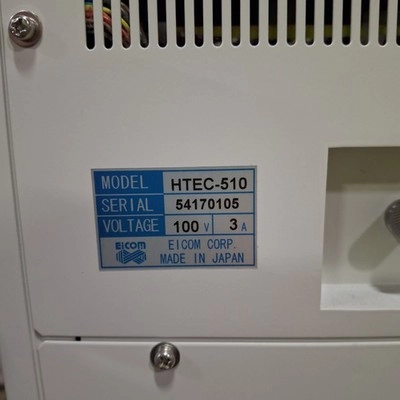 MODEL HTEC-510
SERIAL 54170105
VOLTAGE 100 V 3 A
EiCOM EICOM CORP.
MADE IN JAPAN